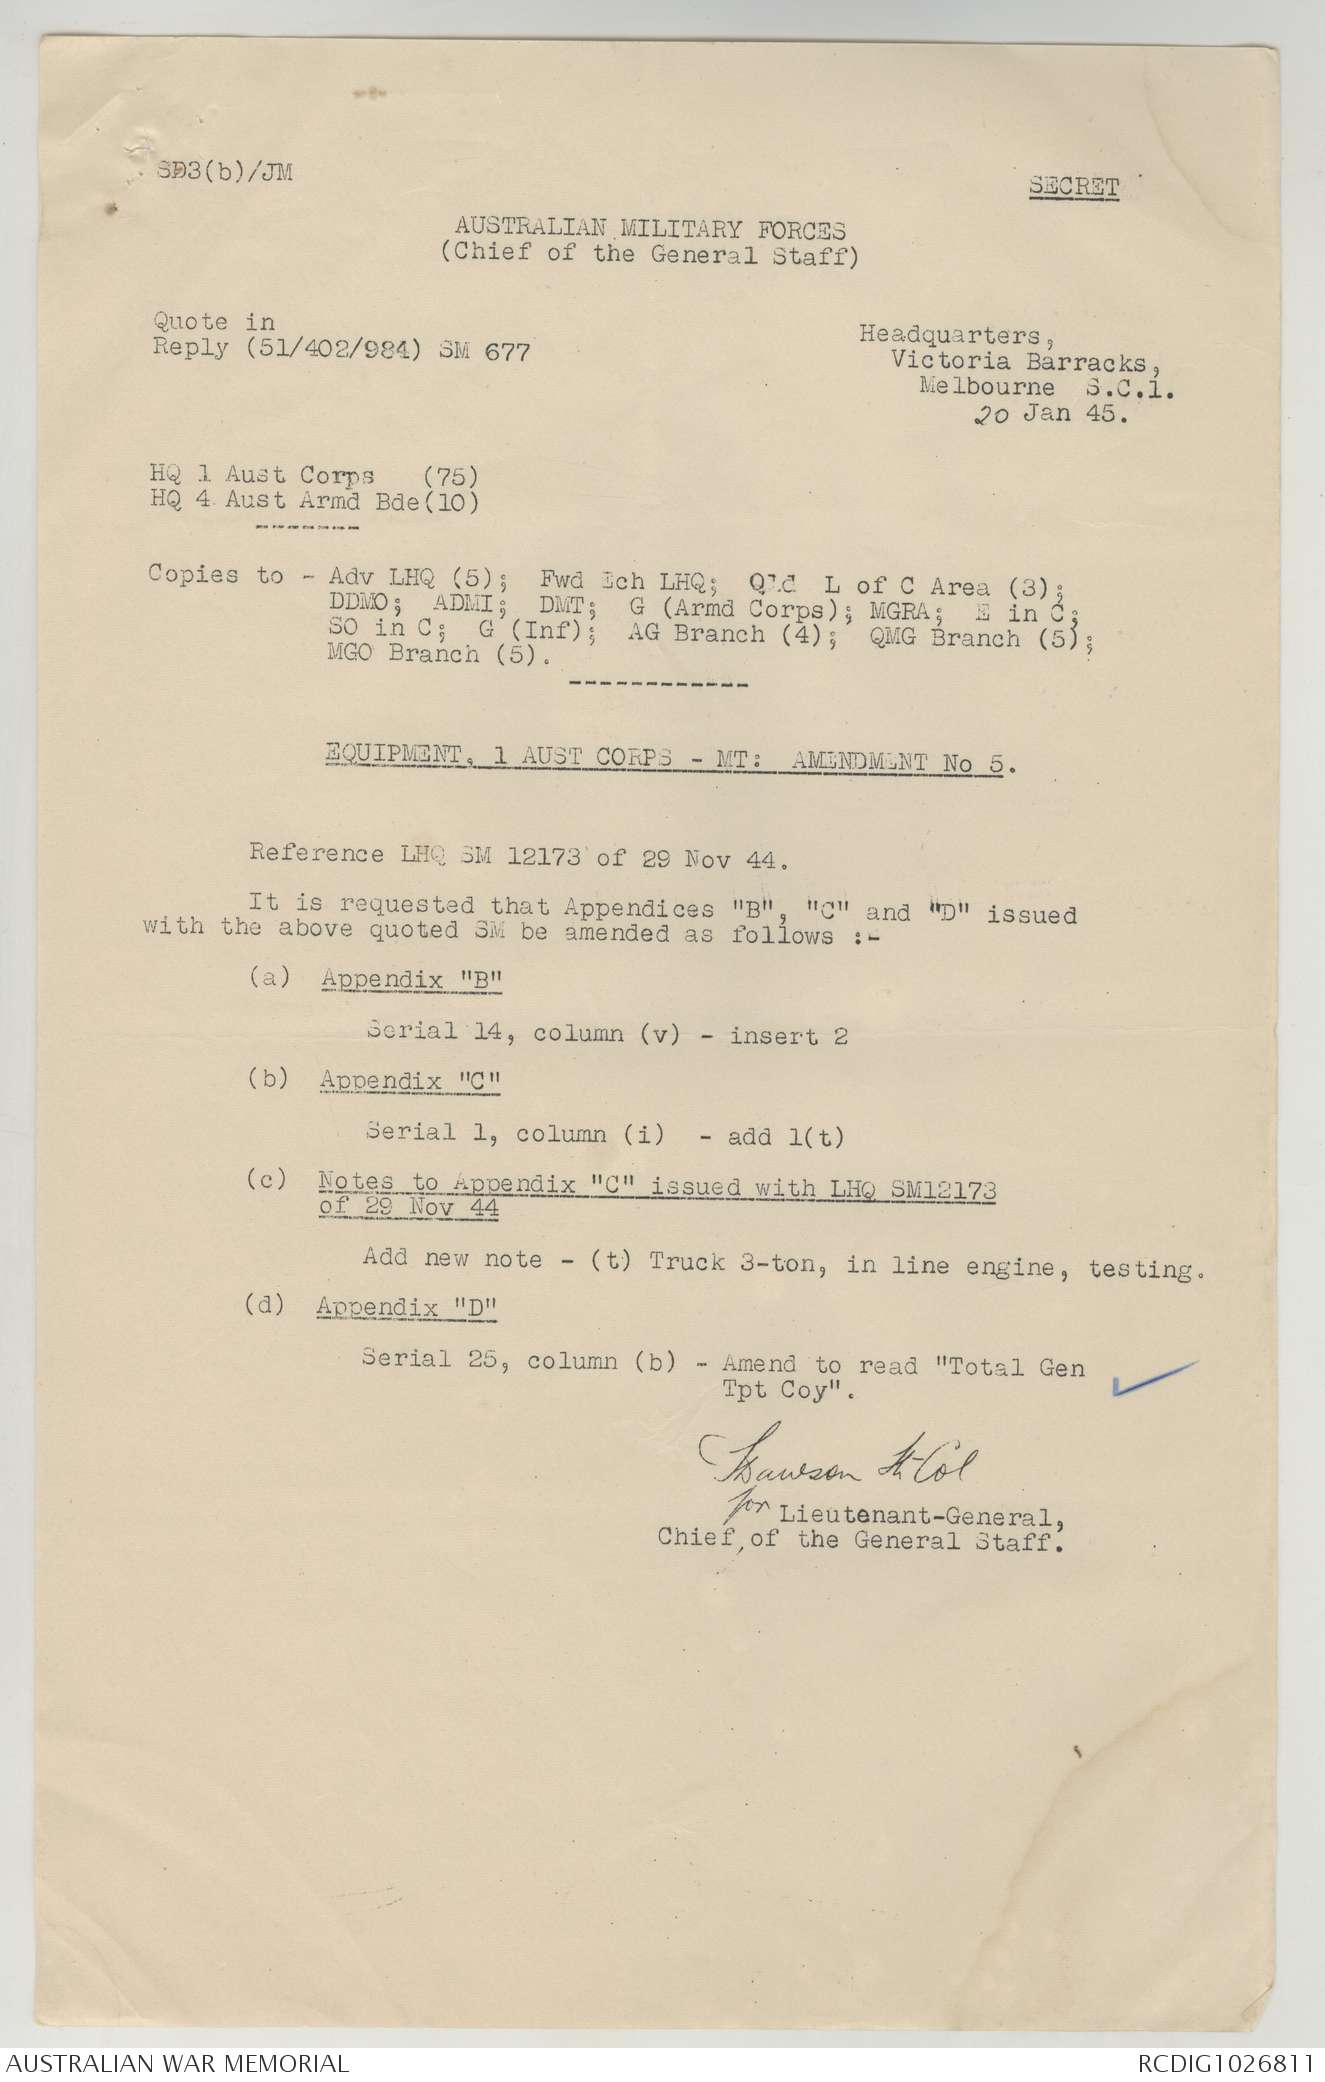 SD3(b)/JM
SECRET
AUSTRALIAN MILITARY FORCES
(Chief of the General Staff)
Quote in
Reply (51/402/984) SM 677
Headquarters,
Victoria Barracks,
Melbourne S.C.1.
20 Jan 45.
HQ 1 Aust Corps (75)
HQ 4 Aust Armd Bde(10)
Copies to - Adv LHQ (5); Fwd Ech LHQ; Qld L of C Area (3);
DDMO; ADMI; DMT; G (Armd Corps); MGRA; E in C;
SO in C; G (Inf); AG Branch (4); QMG Branch (5);
MGO Branch (5).
EQUIPMENT, 1 AUST CORPS - MT: AMENDMENT No 5.
Reference LHQ SM 12173 of 29 Nov 44.
It is requested that Appendices "B", "C" and "D" issued
with the above quoted SM be amended as follows :-
(a) Appendix "B"
Serial 14, column (v) - insert 2
(b) Appendix "C"
Serial 1, column (i) - add 1(t)
(c) Notes to Appendix "C" issued with LHQ SM12173
of 29 Nov 44
Add new note - (t) Truck 3-ton, in line engine, testing.
(d) Appendix "D"
Serial 25, column (b) - Amend to read "Total Gen
Tpt Coy".
Lt Col
for Lieutenant-General,
Chief of the General Staff.
AUSTRALIAN WAR MEMORIAL
RCDIG1026811